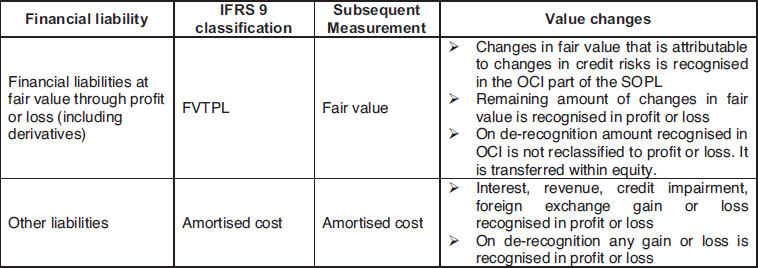 Financial liability
IFRS 9
classification
Subsequent
Measurement
Value changes
Financial liabilities at
fair value through profit
or loss (including
derivatives)
FVTPL
Fair value
➢ Changes in fair value that is attributable
to changes in credit risks is recognised
in the OCI part of the SOPL
➢ Remaining amount of changes in fair
value is recognised in profit or loss
➢ On de-recognition amount recognised in
OCI is not reclassified to profit or loss. It
is transferred within equity.
Other liabilities
Amortised cost
Amortised cost
➢ Interest, revenue, credit impairment,
foreign exchange gain or loss
recognised in profit or loss
➢ On de-recognition any gain or loss is
recognised in profit or loss